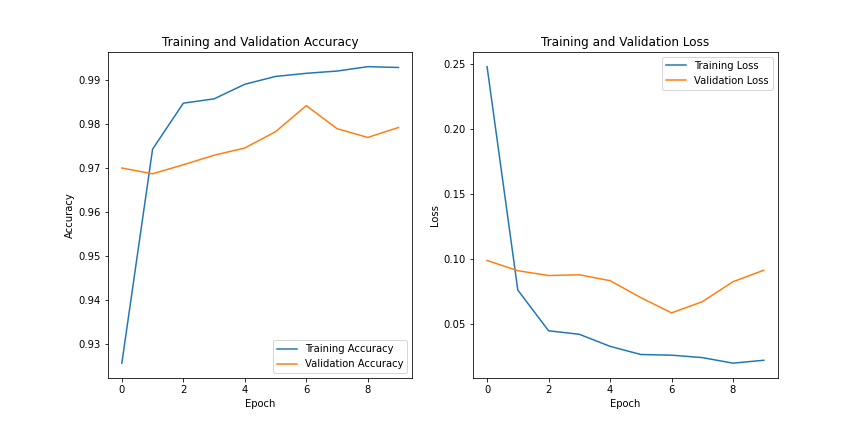 Training and Validation Accuracy
Accuracy
0.99
0.98
0.97
0.96
0.95
0.94
0.93
Training Accuracy
Validation Accuracy
0 2 4 6 8
Epoch
Training and Validation Loss
Loss
0.25
0.20
0.15
0.10
0.05
Training Loss
Validation Loss
0 2 4 6 8
Epoch